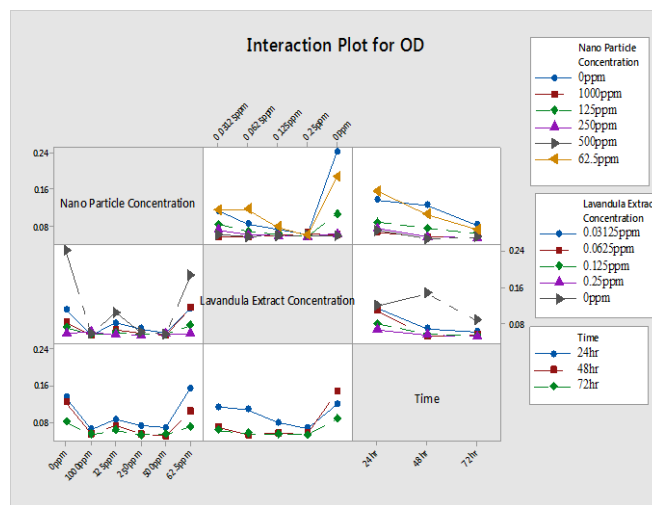 Interaction Plot for OD
0.03125ppm
0.0625ppm
0.125ppm
0.25ppm
0ppm
0.24
0.16
0.08
Nano Particle Concentration
Lavandula Extract Concentration
0.24
0.16
0.08
0.24
0.16
0.08
Time
0ppm
1000ppm
125ppm
250ppm
500ppm
62.5ppm
24hr
48hr
72hr
Nano Particle
Concentration
0ppm
1000ppm
125ppm
250ppm
500ppm
62.5ppm
Lavandula Extract
Concentration
0.03125ppm
0.0625ppm
0.125ppm
0.25ppm
0ppm
Time
24hr
48hr
72hr